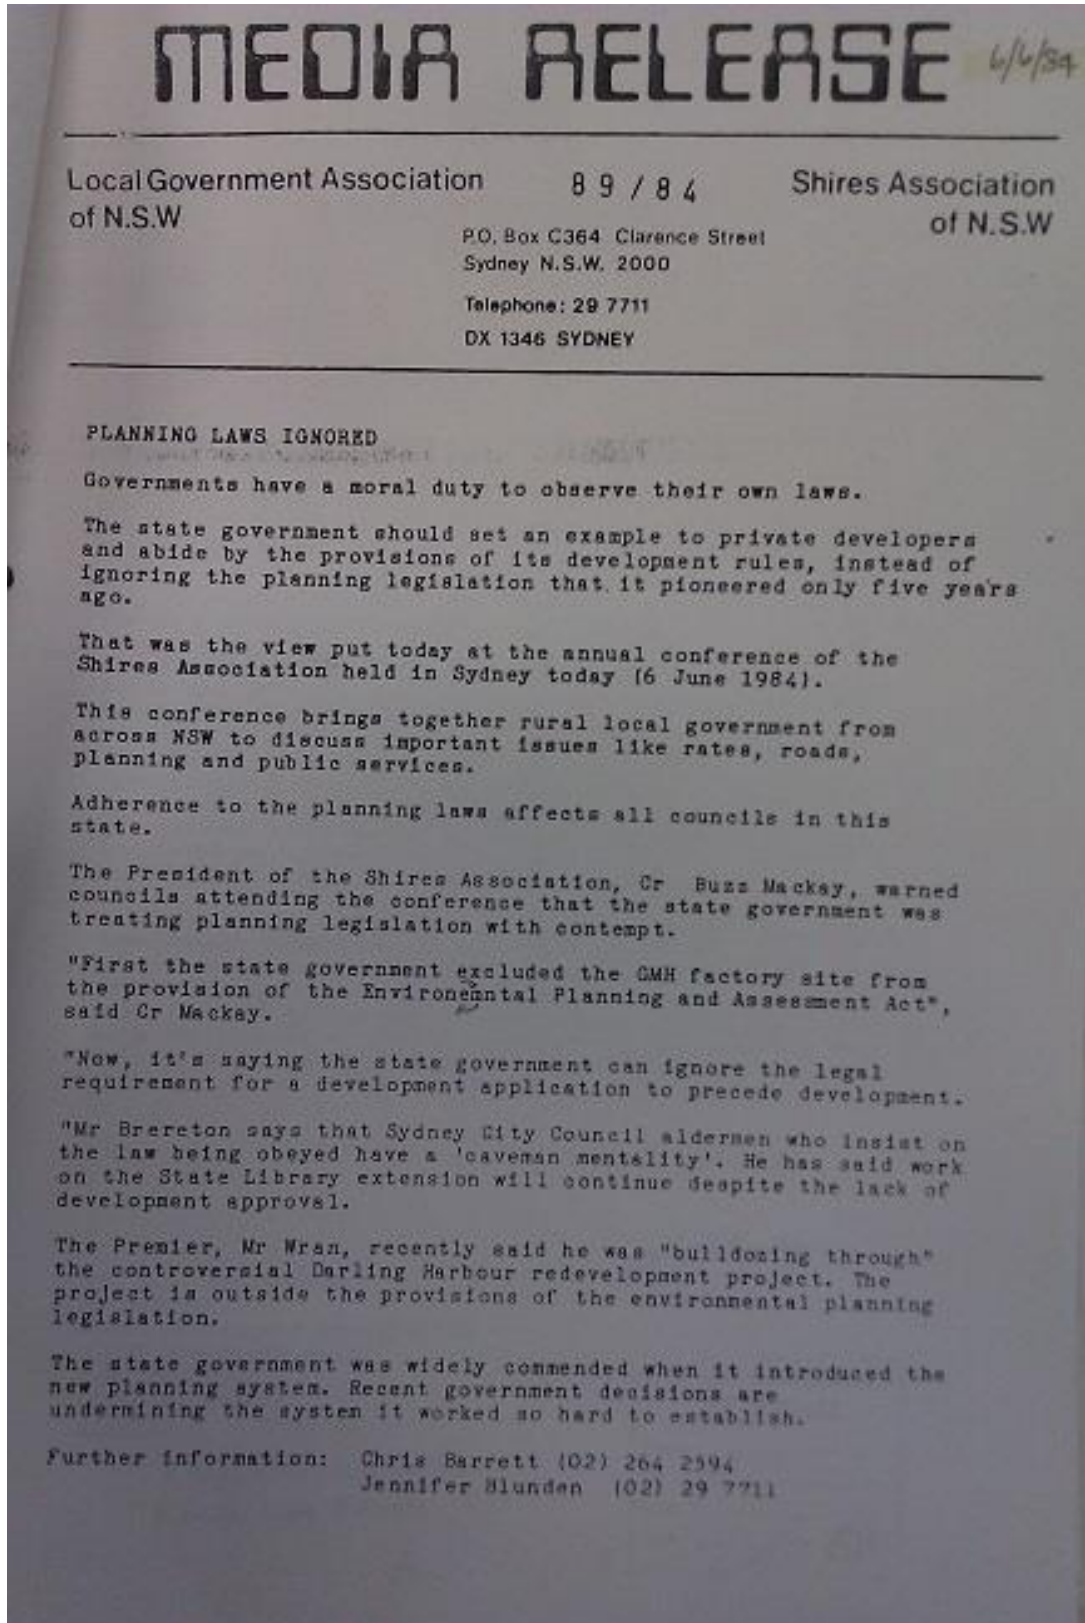 MEDIA RELEASE
6/6/84
Local Government Association
of N.S.W
89/84
Shires Association
of N.S.W
P.O. Box C364 Clarence Street
Sydney N.S.W. 2000
Telephone: 29 7711
DX 1346 SYDNEY
PLANNING LAWS IGNORED
Governments have a moral duty to observe their own laws.
The state government should set an example to private developers
and abide by the provisions of its development rules, instead of
ignoring the planning legislation that it pioneered only five years
ago.
That was the view put today at the annual conference of the
Shires Association held in Sydney today (6 June 1984).
This conference brings together rural local government from
across NSW to discuss important issues like rates, roads,
planning and public services.
Adherence to the planning laws affects all councils in this
state.
The President of the Shires Association, Cr Buzz Mackay, warned
councils attending the conference that the state government was
treating planning legislation with contempt.
"First the state government excluded the GMH factory site from
the provision of the Environemntal Planning and Assessment Act",
said Cr Mackay.
"Now, it's saying the state government can ignore the legal
requirement for a development application to precede development.
"Mr Brereton says that Sydney City Council aldermen who insist on
the law being obeyed have a 'caveman mentality'. He has said work
on the State Library extension will continue despite the lack of
development approval.
The Premier, Mr Wran, recently said he was "bulldozing through"
the controversial Darling Harbour redevelopment project. The
project is outside the provisions of the environmental planning
legislation.
The state government was widely commended when it introduced the
new planning system. Recent government decisions are
undermining the system it worked so hard to establish.
Further information: Chris Barrett (02) 264 2594
Jennifer Blunden (02) 29 7711